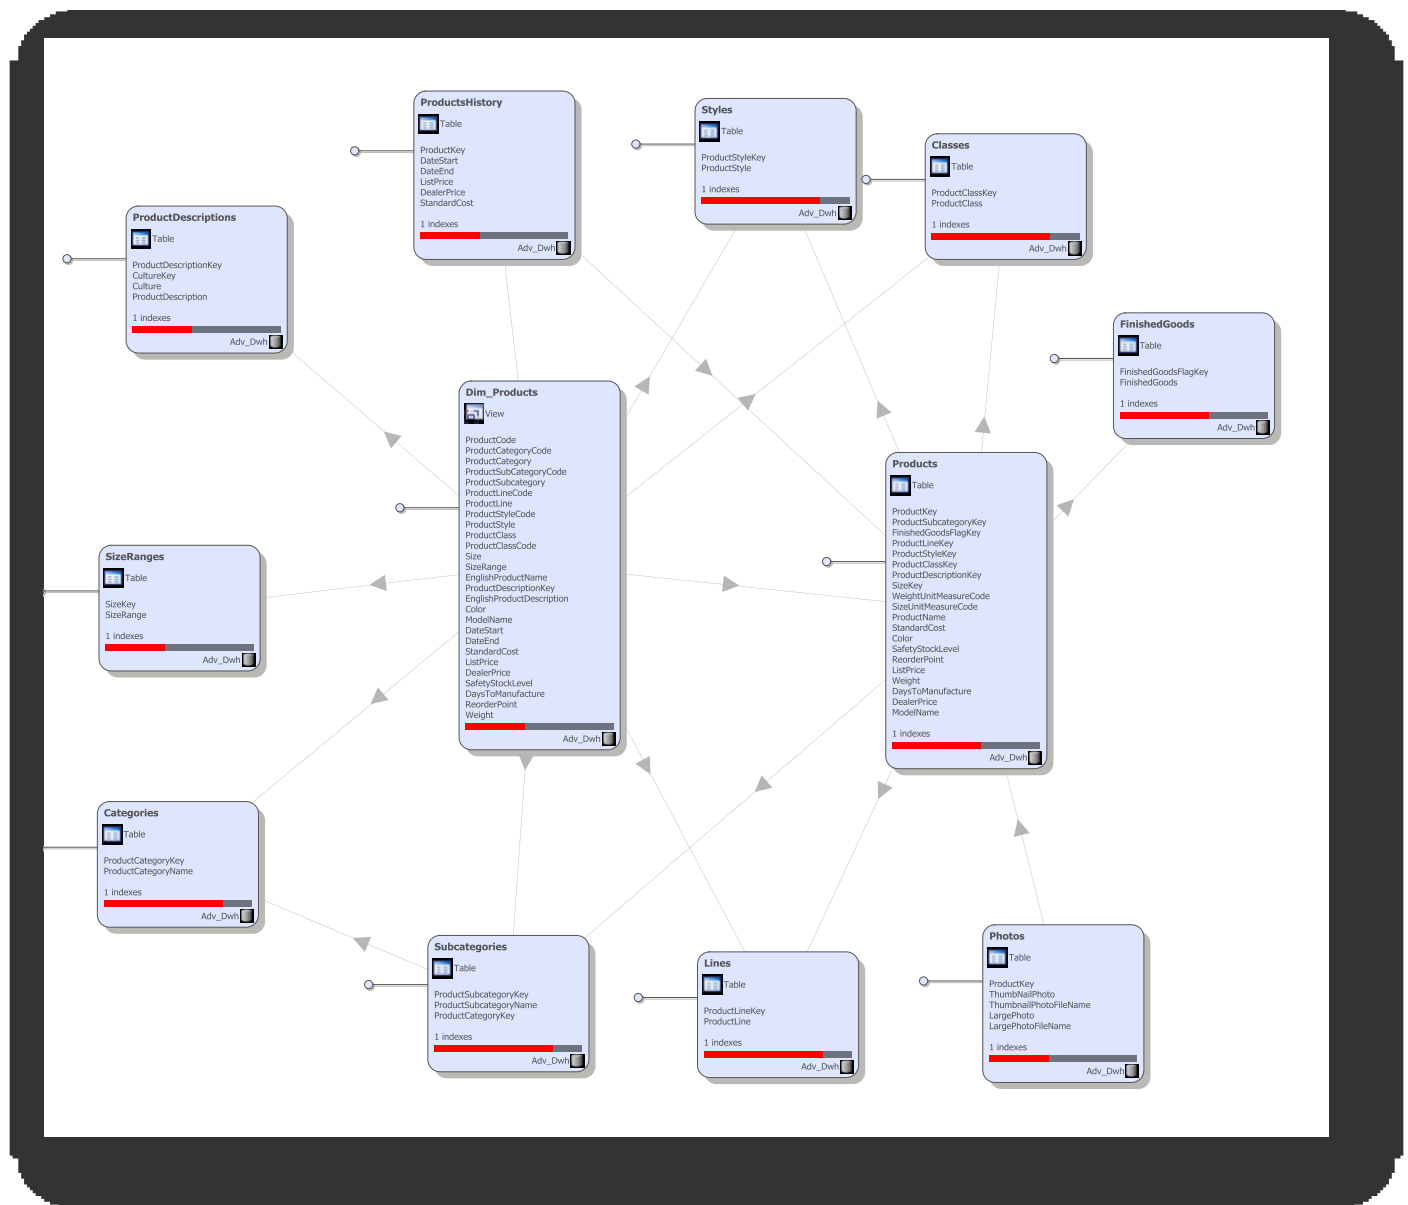 ProductsHistory
Table
ProductKey
DateStart
DateEnd
ListPrice
DealerPrice
StandardCost
1 indexes
Adv_Dwh
Styles
Table
ProductStyleKey
ProductStyle
1 indexes
Adv_Dwh
Classes
Table
ProductClassKey
ProductClass
1 indexes
Adv_Dwh
ProductDescriptions
Table
ProductDescriptionKey
CultureKey
Culture
ProductDescription
1 indexes
Adv_Dwh
FinishedGoods
Table
FinishedGoodsFlagKey
FinishedGoods
1 indexes
Adv_Dwh
Dim_Products
View
ProductCode
ProductCategoryCode
ProductCategory
ProductSubCategoryCode
ProductSubcategory
ProductLineCode
ProductLine
ProductStyleCode
ProductStyle
ProductClass
ProductClassCode
Size
SizeRange
EnglishProductName
ProductDescriptionKey
EnglishProductDescription
Color
ModelName
DateStart
DateEnd
StandardCost
ListPrice
DealerPrice
SafetyStockLevel
DaysToManufacture
ReorderPoint
Weight
Adv_Dwh
Products
Table
ProductKey
ProductSubcategoryKey
FinishedGoodsFlagKey
ProductLineKey
ProductStyleKey
ProductClassKey
ProductDescriptionKey
SizeKey
WeightUnitMeasureCode
SizeUnitMeasureCode
ProductName
StandardCost
Color
SafetyStockLevel
ReorderPoint
ListPrice
Weight
DaysToManufacture
DealerPrice
ModelName
1 indexes
Adv_Dwh
SizeRanges
Table
SizeKey
SizeRange
1 indexes
Adv_Dwh
Categories
Table
ProductCategoryKey
ProductCategoryName
1 indexes
Adv_Dwh
Subcategories
Table
ProductSubcategoryKey
ProductSubcategoryName
ProductCategoryKey
1 indexes
Adv_Dwh
Lines
Table
ProductLineKey
ProductLine
1 indexes
Adv_Dwh
Photos
Table
ProductKey
ThumbNailPhoto
ThumbnailPhotoFileName
LargePhoto
LargePhotoFileName
1 indexes
Adv_Dwh